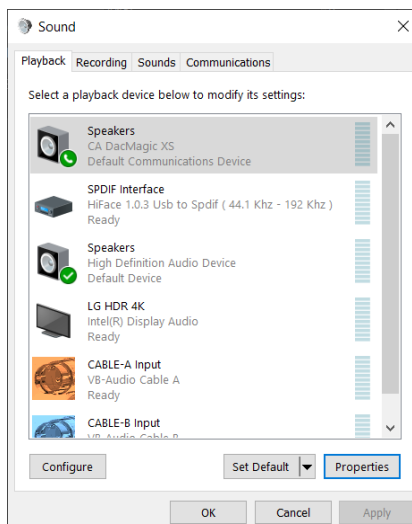 Sound
Playback Recording Sounds Communications
Select a playback device below to modify its settings:
Speakers
CA DacMagic XS
Default Communications Device
SPDIF Interface
HiFace 1.0.3 Usb to Spdif ( 44.1 Khz - 192 Khz )
Ready
Speakers
High Definition Audio Device
Default Device
LG HDR 4K
Intel(R) Display Audio
Ready
CABLE-A Input
VB-Audio Cable A
Ready
CABLE-B Input
VB-Audio Cable B
Configure Set Default Properties
OK Cancel Apply